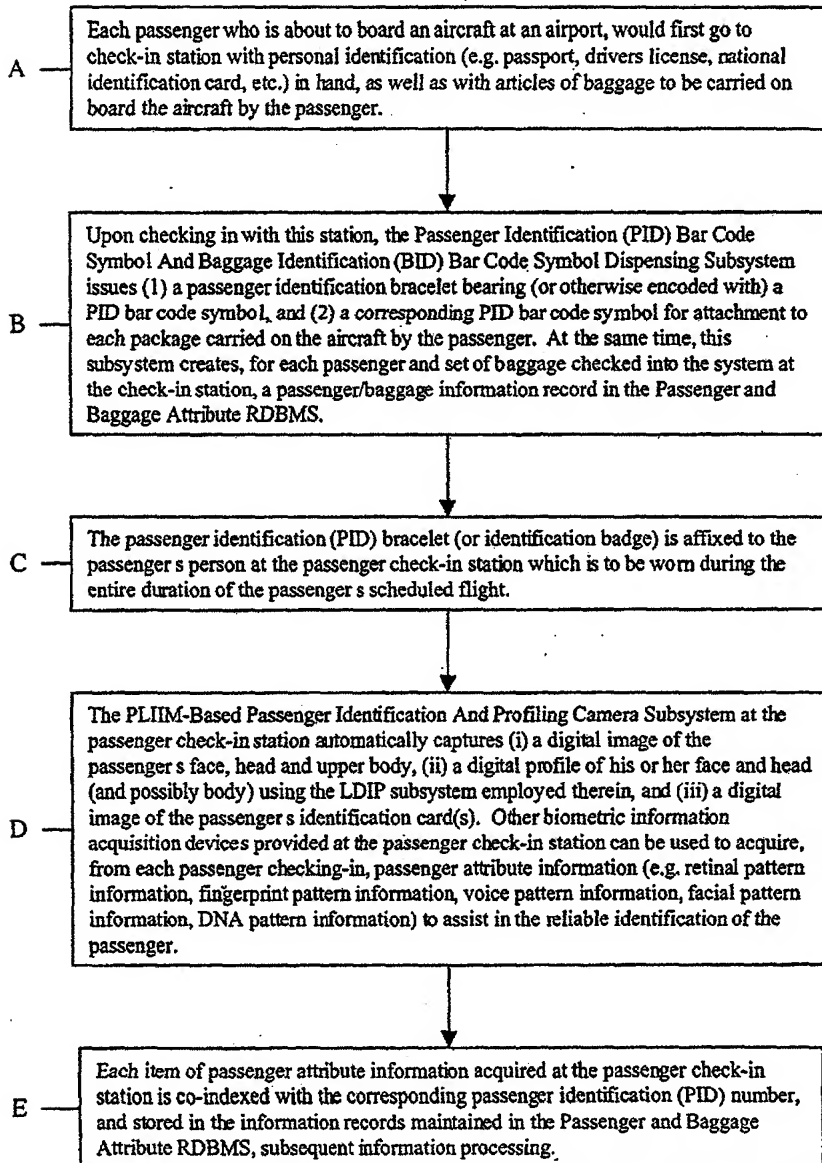 Each passenger who is about to board an aircraft at an airport, would first go to
check-in station with personal identification (e.g. passport, drivers license, national
identification card, etc.) in hand, as well as with articles of baggage to be carried on
board the aircraft by the passenger.
A
Upon checking in with this station, the Passenger Identification (PID) Bar Code
Symbol And Baggage Identification (BID) Bar Code Symbol Dispensing Subsystem
issues (1) a passenger identification bracelet bearing (or otherwise encoded with) a
PID bar code symbol, and (2) a corresponding PID bar code symbol for attachment to
each package carried on the aircraft by the passenger. At the same time, this
subsystem creates, for each passenger and set of baggage checked into the system at
the check-in station, a passenger/baggage information record in the Passenger and
Baggage Attribute RDBMS.
B
The passenger identification (PID) bracelet (or identification badge) is affixed to the
passenger s person at the passenger check-in station which is to be worn during the
entire duration of the passenger s scheduled flight.
C
The PLIIM-Based Passenger Identification And Profiling Camera Subsystem at the
passenger check-in station automatically captures (i) a digital image of the
passenger s face, head and upper body, (ii) a digital profile of his or her face and head
(and possibly body) using the LDIP subsystem employed therein, and (iii) a digital
image of the passenger s identification card(s). Other biometric information
acquisition devices provided at the passenger check-in station can be used to acquire,
from each passenger checking-in, passenger attribute information (e.g. retinal pattern
information, fingerprint pattern information, voice pattern information, facial pattern
information, DNA pattern information) to assist in the reliable identification of the
passenger.
D
Each item of passenger attribute information acquired at the passenger check-in
station is co-indexed with the corresponding passenger identification (PID) number,
and stored in the information records maintained in the Passenger and Baggage
Attribute RDBMS, subsequent information processing.
E